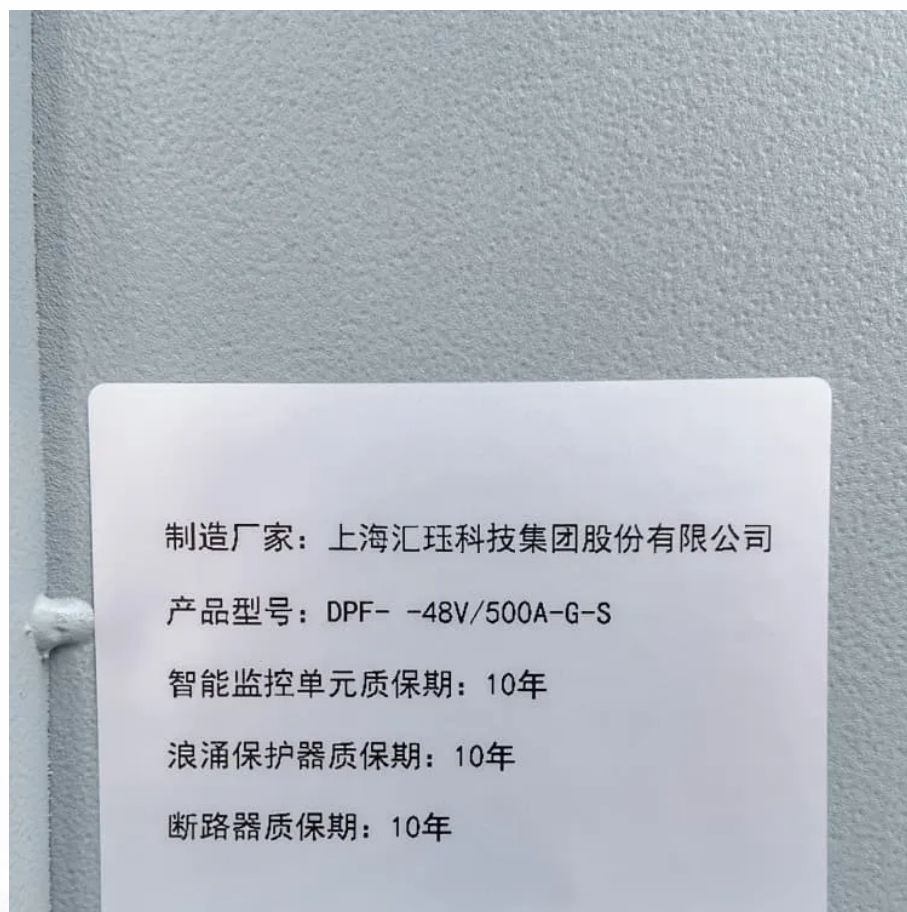 制造厂家：上海汇珏科技集团股份有限公司
产品型号：DPF- -48V/500A-G-S
智能监控单元质保期：10年
浪涌保护器质保期：10年
断路器质保期：10年